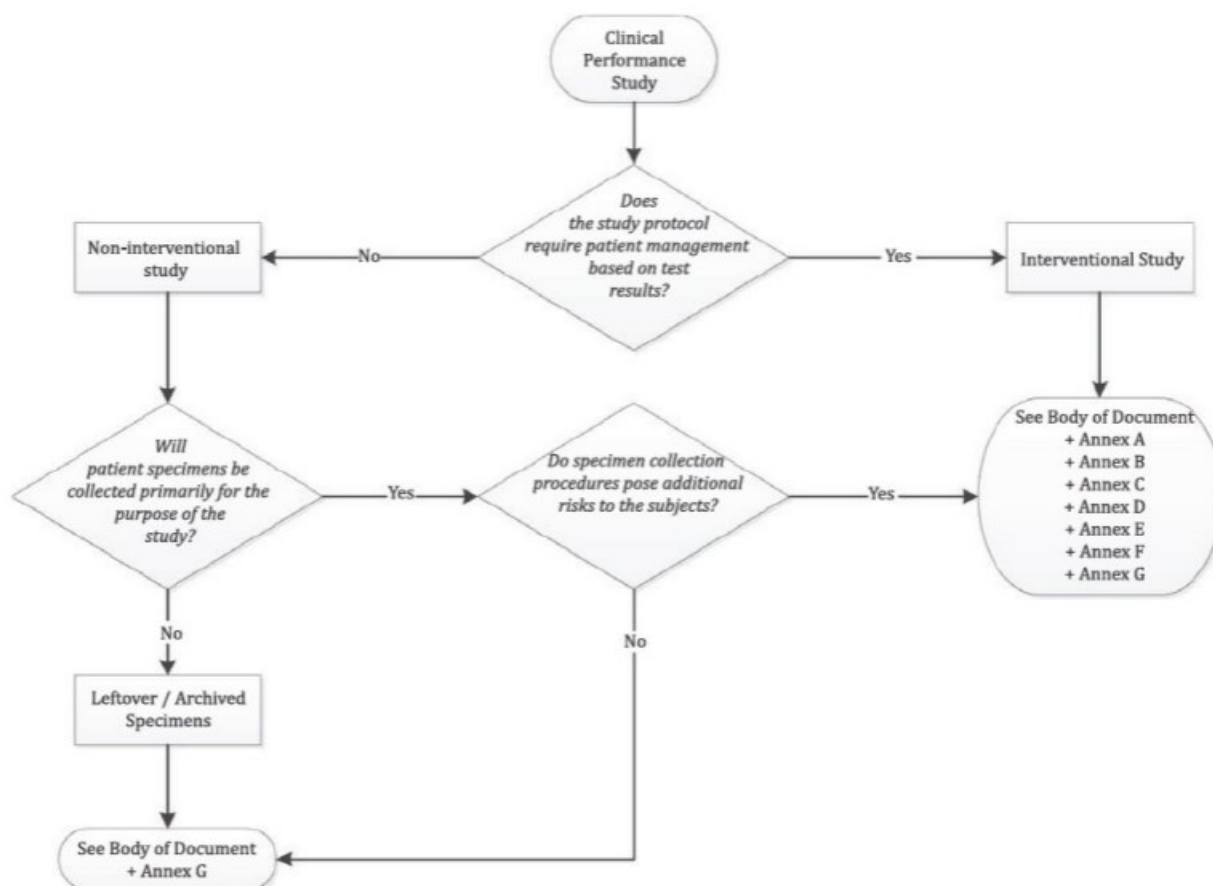 Clinical
Performance
Study
Does
the study protocol
require patient management
based on test
results?
Non-interventional
study
No
Yes
Interventional Study
Will
patient specimens be
collected primarily for the
purpose of the
study?
Yes
Do specimen collection
procedures pose additional
risks to the subjects?
Yes
See Body of Document
+ Annex A
+ Annex B
+ Annex C
+ Annex D
+ Annex E
+ Annex F
+ Annex G
No
No
Leftover / Archived
Specimens
See Body of Document
+ Annex G